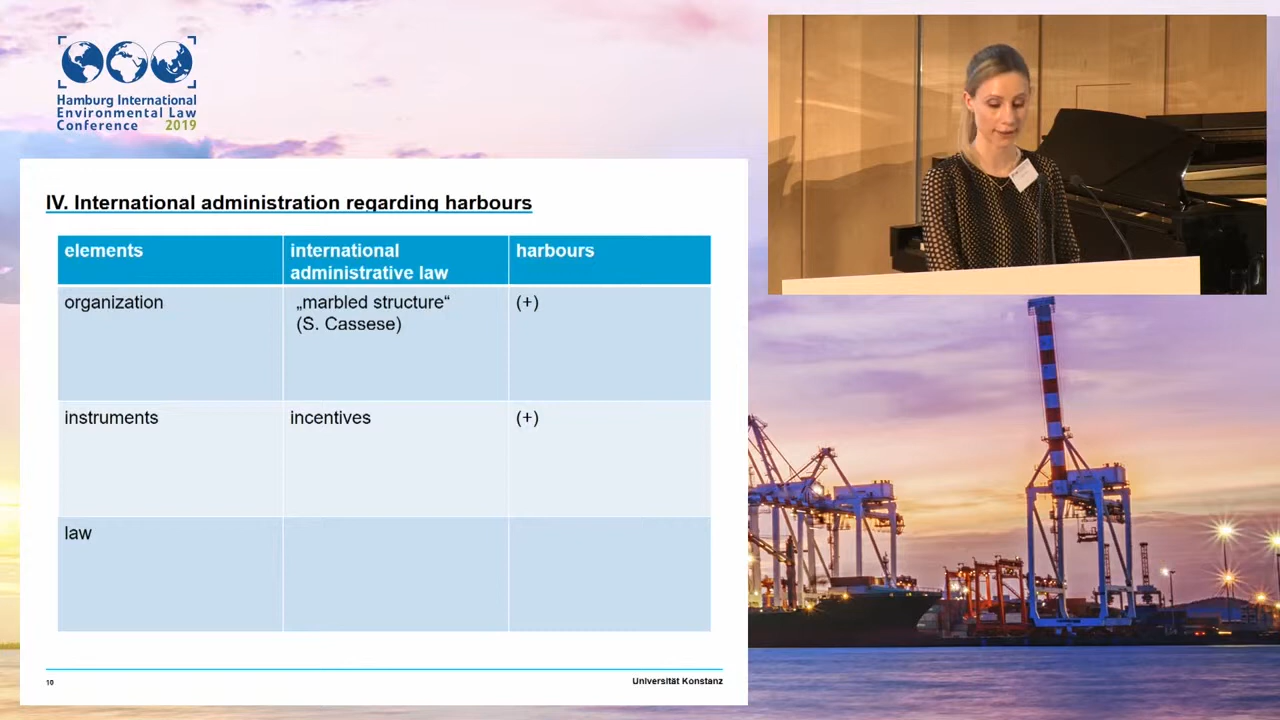 Hamburg International
Environmental Law
Conference 2019
IV. International administration regarding harbours
elements
international
administrative law
harbours
organization
„marbled structure“
(S. Cassese)
(+)
instruments
incentives
(+)
law
10
Universität Konstanz